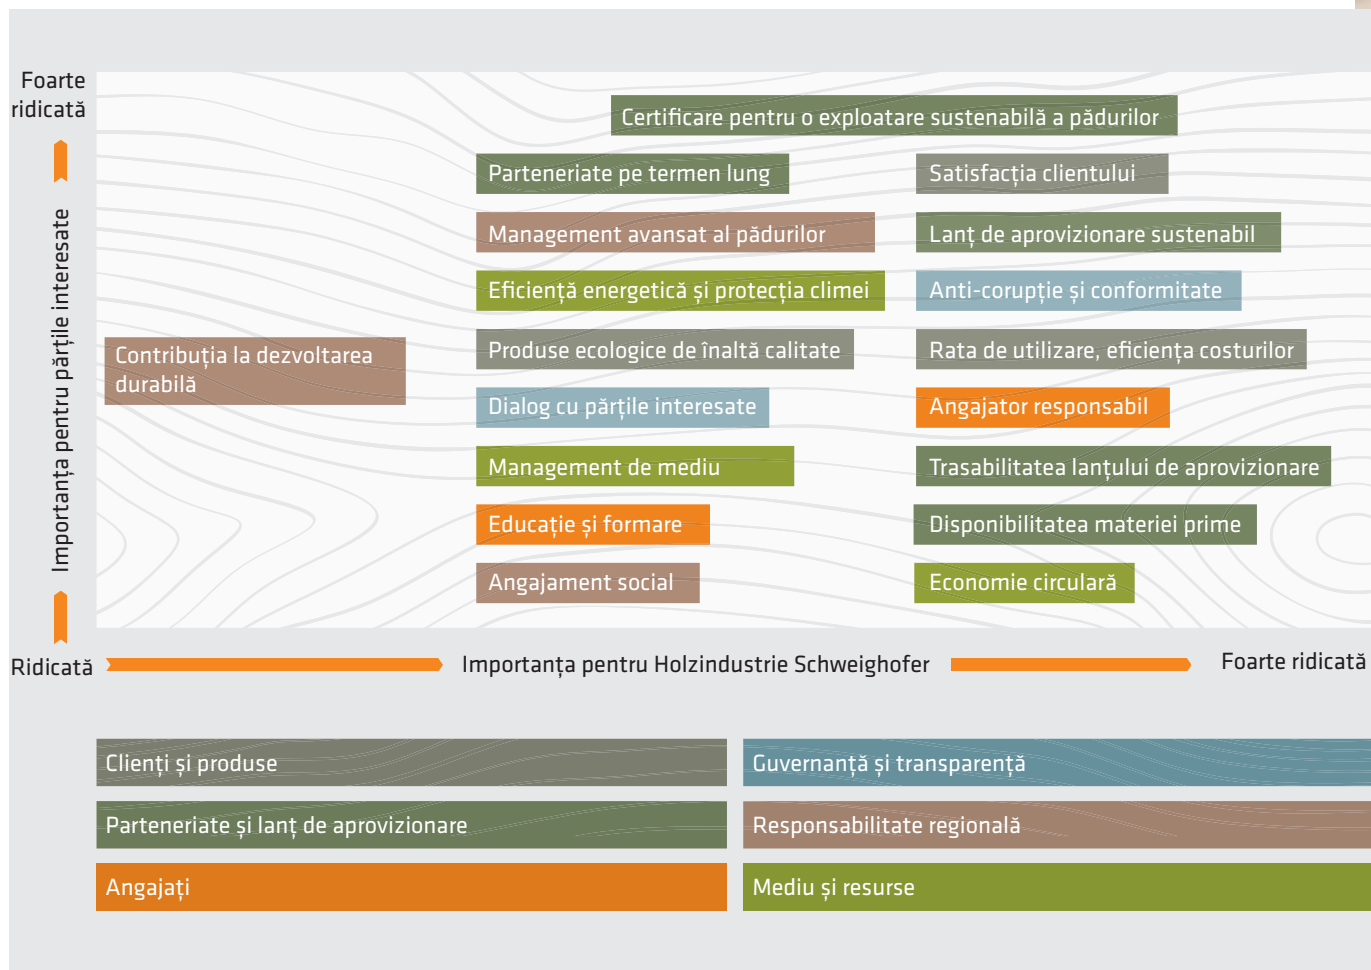 Foarte
ridicată
Importanța pentru părțile interesate
Certificare pentru o exploatare sustenabilă a pădurilor
Parteneriate pe termen lung
Satisfacția clientului
Management avansat al pădurilor
Lanț de aprovizionare sustenabil
Eficiență energetică și protecția climei
Anti-corupție și conformitate
Contribuția la dezvoltarea
durabilă
Produse ecologice de înaltă calitate
Rata de utilizare, eficiența costurilor
Dialog cu părțile interesate
Angajator responsabil
Management de mediu
Trasabilitatea lanțului de aprovizionare
Educație și formare
Disponibilitatea materiei prime
Angajament social
Economie circulară
Ridicată
Importanța pentru Holzindustrie Schweighofer
Foarte ridicată
Clienți și produse
Guvernanță și transparență
Parteneriate și lanț de aprovizionare
Responsabilitate regională
Angajați
Mediu și resurse